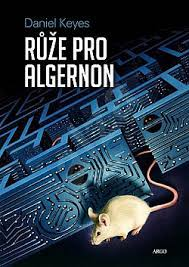 Daniel Keyes
RŮŽE PRO
ALGERNON
ARGO